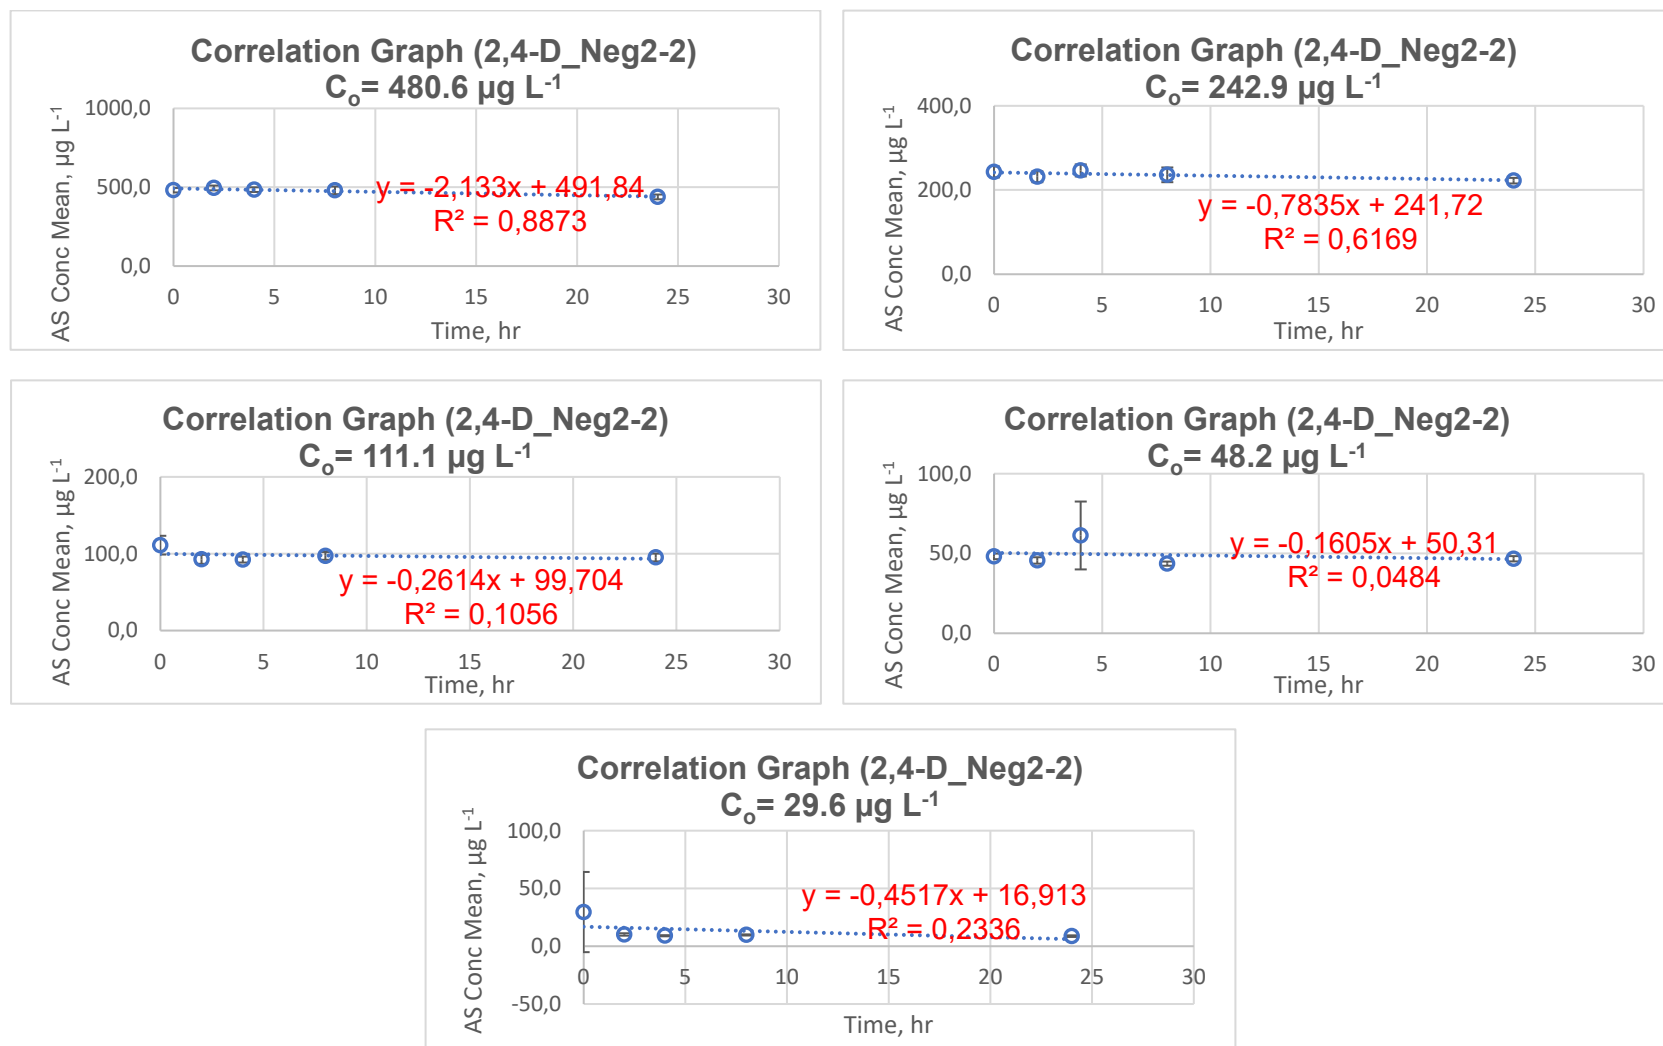 Correlation Graph (2,4-D_Neg2-2)
Cₒ= 480.6 µg L⁻¹
AS Conc Mean, µg L⁻¹
1000,0
500,0
0,0
y = -2,133x + 491,84
R² = 0,8873
0 5 10 15 20 25 30
Time, hr
Correlation Graph (2,4-D_Neg2-2)
Cₒ= 242.9 µg L⁻¹
AS Conc Mean, µg L⁻¹
400,0
200,0
0,0
y = -0,7835x + 241,72
R² = 0,6169
0 5 10 15 20 25 30
Time, hr
Correlation Graph (2,4-D_Neg2-2)
Cₒ= 111.1 µg L⁻¹
AS Conc Mean, µg L⁻¹
200,0
100,0
0,0
y = -0,2614x + 99,704
R² = 0,1056
0 5 10 15 20 25 30
Time, hr
Correlation Graph (2,4-D_Neg2-2)
Cₒ= 48.2 µg L⁻¹
AS Conc Mean, µg L⁻¹
100,0
50,0
0,0
y = -0,1605x + 50,31
R² = 0,0484
0 5 10 15 20 25 30
Time, hr
Correlation Graph (2,4-D_Neg2-2)
Cₒ= 29.6 µg L⁻¹
AS Conc Mean, µg L⁻¹
100,0
50,0
0,0
-50,0
y = -0,4517x + 16,913
R² = 0,2336
0 5 10 15 20 25 30
Time, hr